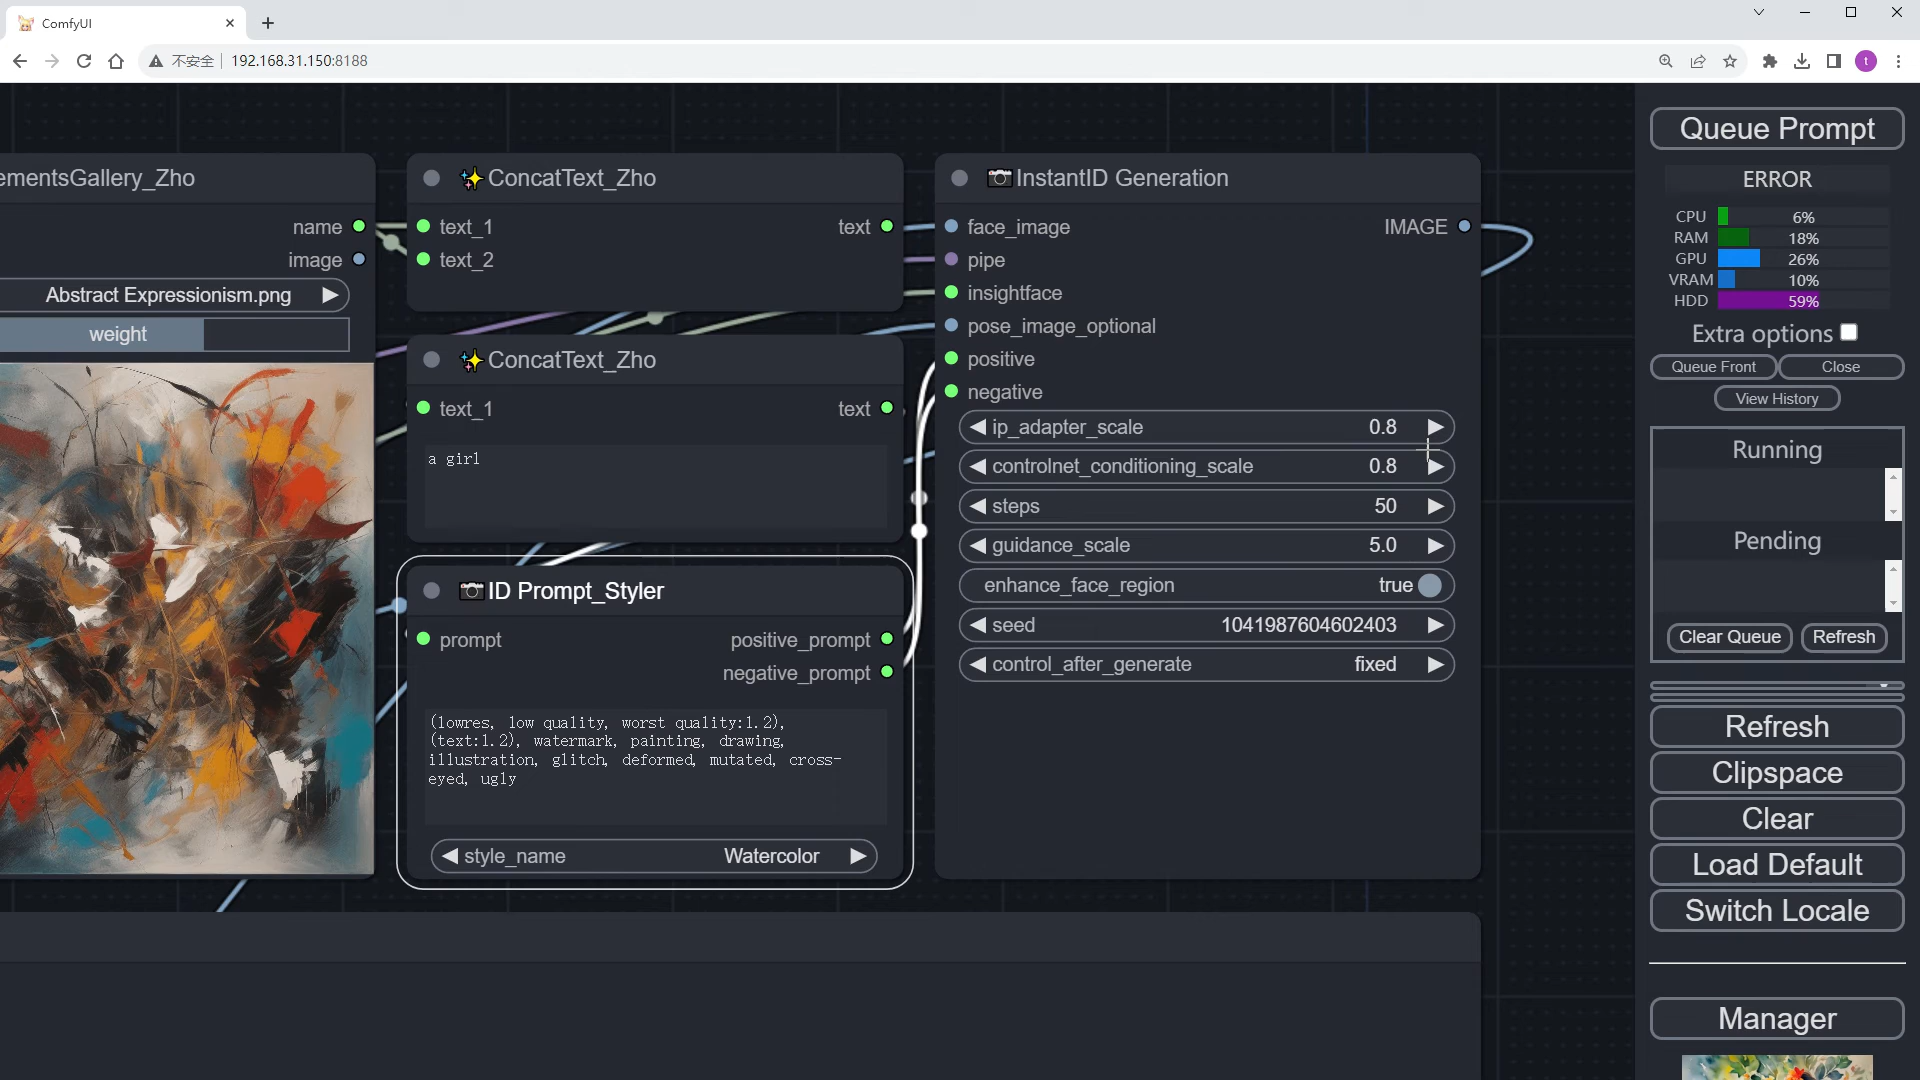 ComfyUI
不安全
192.168.31.150:8188
ementsGallery_Zho
name
image
Abstract Expressionism.png
weight
ConcatText_Zho
text_1
text
text_2
ConcatText_Zho
text_1
text
a girl
ID Prompt_Styler
prompt
positive_prompt
negative_prompt
(lowres, low quality, worst quality:1.2),
(text:1.2), watermark, painting, drawing,
illustration, glitch, deformed, mutated, cross-
eyed, ugly
style_name
Watercolor
InstantID Generation
face_image
IMAGE
pipe
insightface
pose_image_optional
positive
negative
ip_adapter_scale 0.8
controlnet_conditioning_scale 0.8
steps 50
guidance_scale 5.0
enhance_face_region true
seed 1041987604602403
control_after_generate fixed
Queue Prompt
ERROR
CPU 6%
RAM 18%
GPU 26%
VRAM 10%
HDD 59%
Extra options
Queue Front
Close
View History
Running
Pending
Clear Queue
Refresh
Refresh
Clipspace
Clear
Load Default
Switch Locale
Manager
t